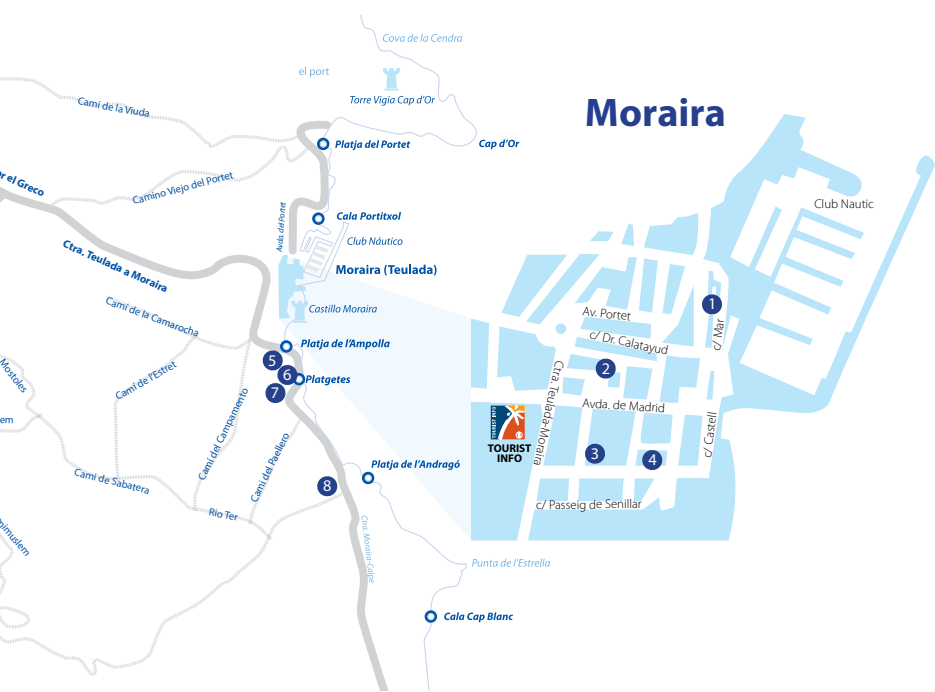 Cova de la Cendra
el port
Torre Vigia Cap d'Or
Camí de la Viuda
Moraira
Platja del Portet
Cap d'Or
or el Greco
Camino Viejo del Portet
Avda. del Portet
Cala Portitxol
Club Náutico
Club Nautic
Ctra. Teulada a Moraira
Moraira (Teulada)
Castillo Moraira
Camí de la Camarocha
1
Av. Portet
c/ Mar
c/ Dr. Calatayud
Platja de l'Ampolla
5
6
Platgetes
7
2
Mostoles
Camí de l'Estret
Ctra. Teulada-Moraira
Avda. de Madrid
em
Camí del Campamento
Camí del Paellero
TOURIST INFO
TOURIST
INFO
c/ Castell
3
4
Platja de l'Andragó
Camí de Sabatera
8
Rio Ter
c/ Passeig de Senillar
Ctra. Moraira-Calpe
nimuslem
Punta de l'Estrella
Cala Cap Blanc